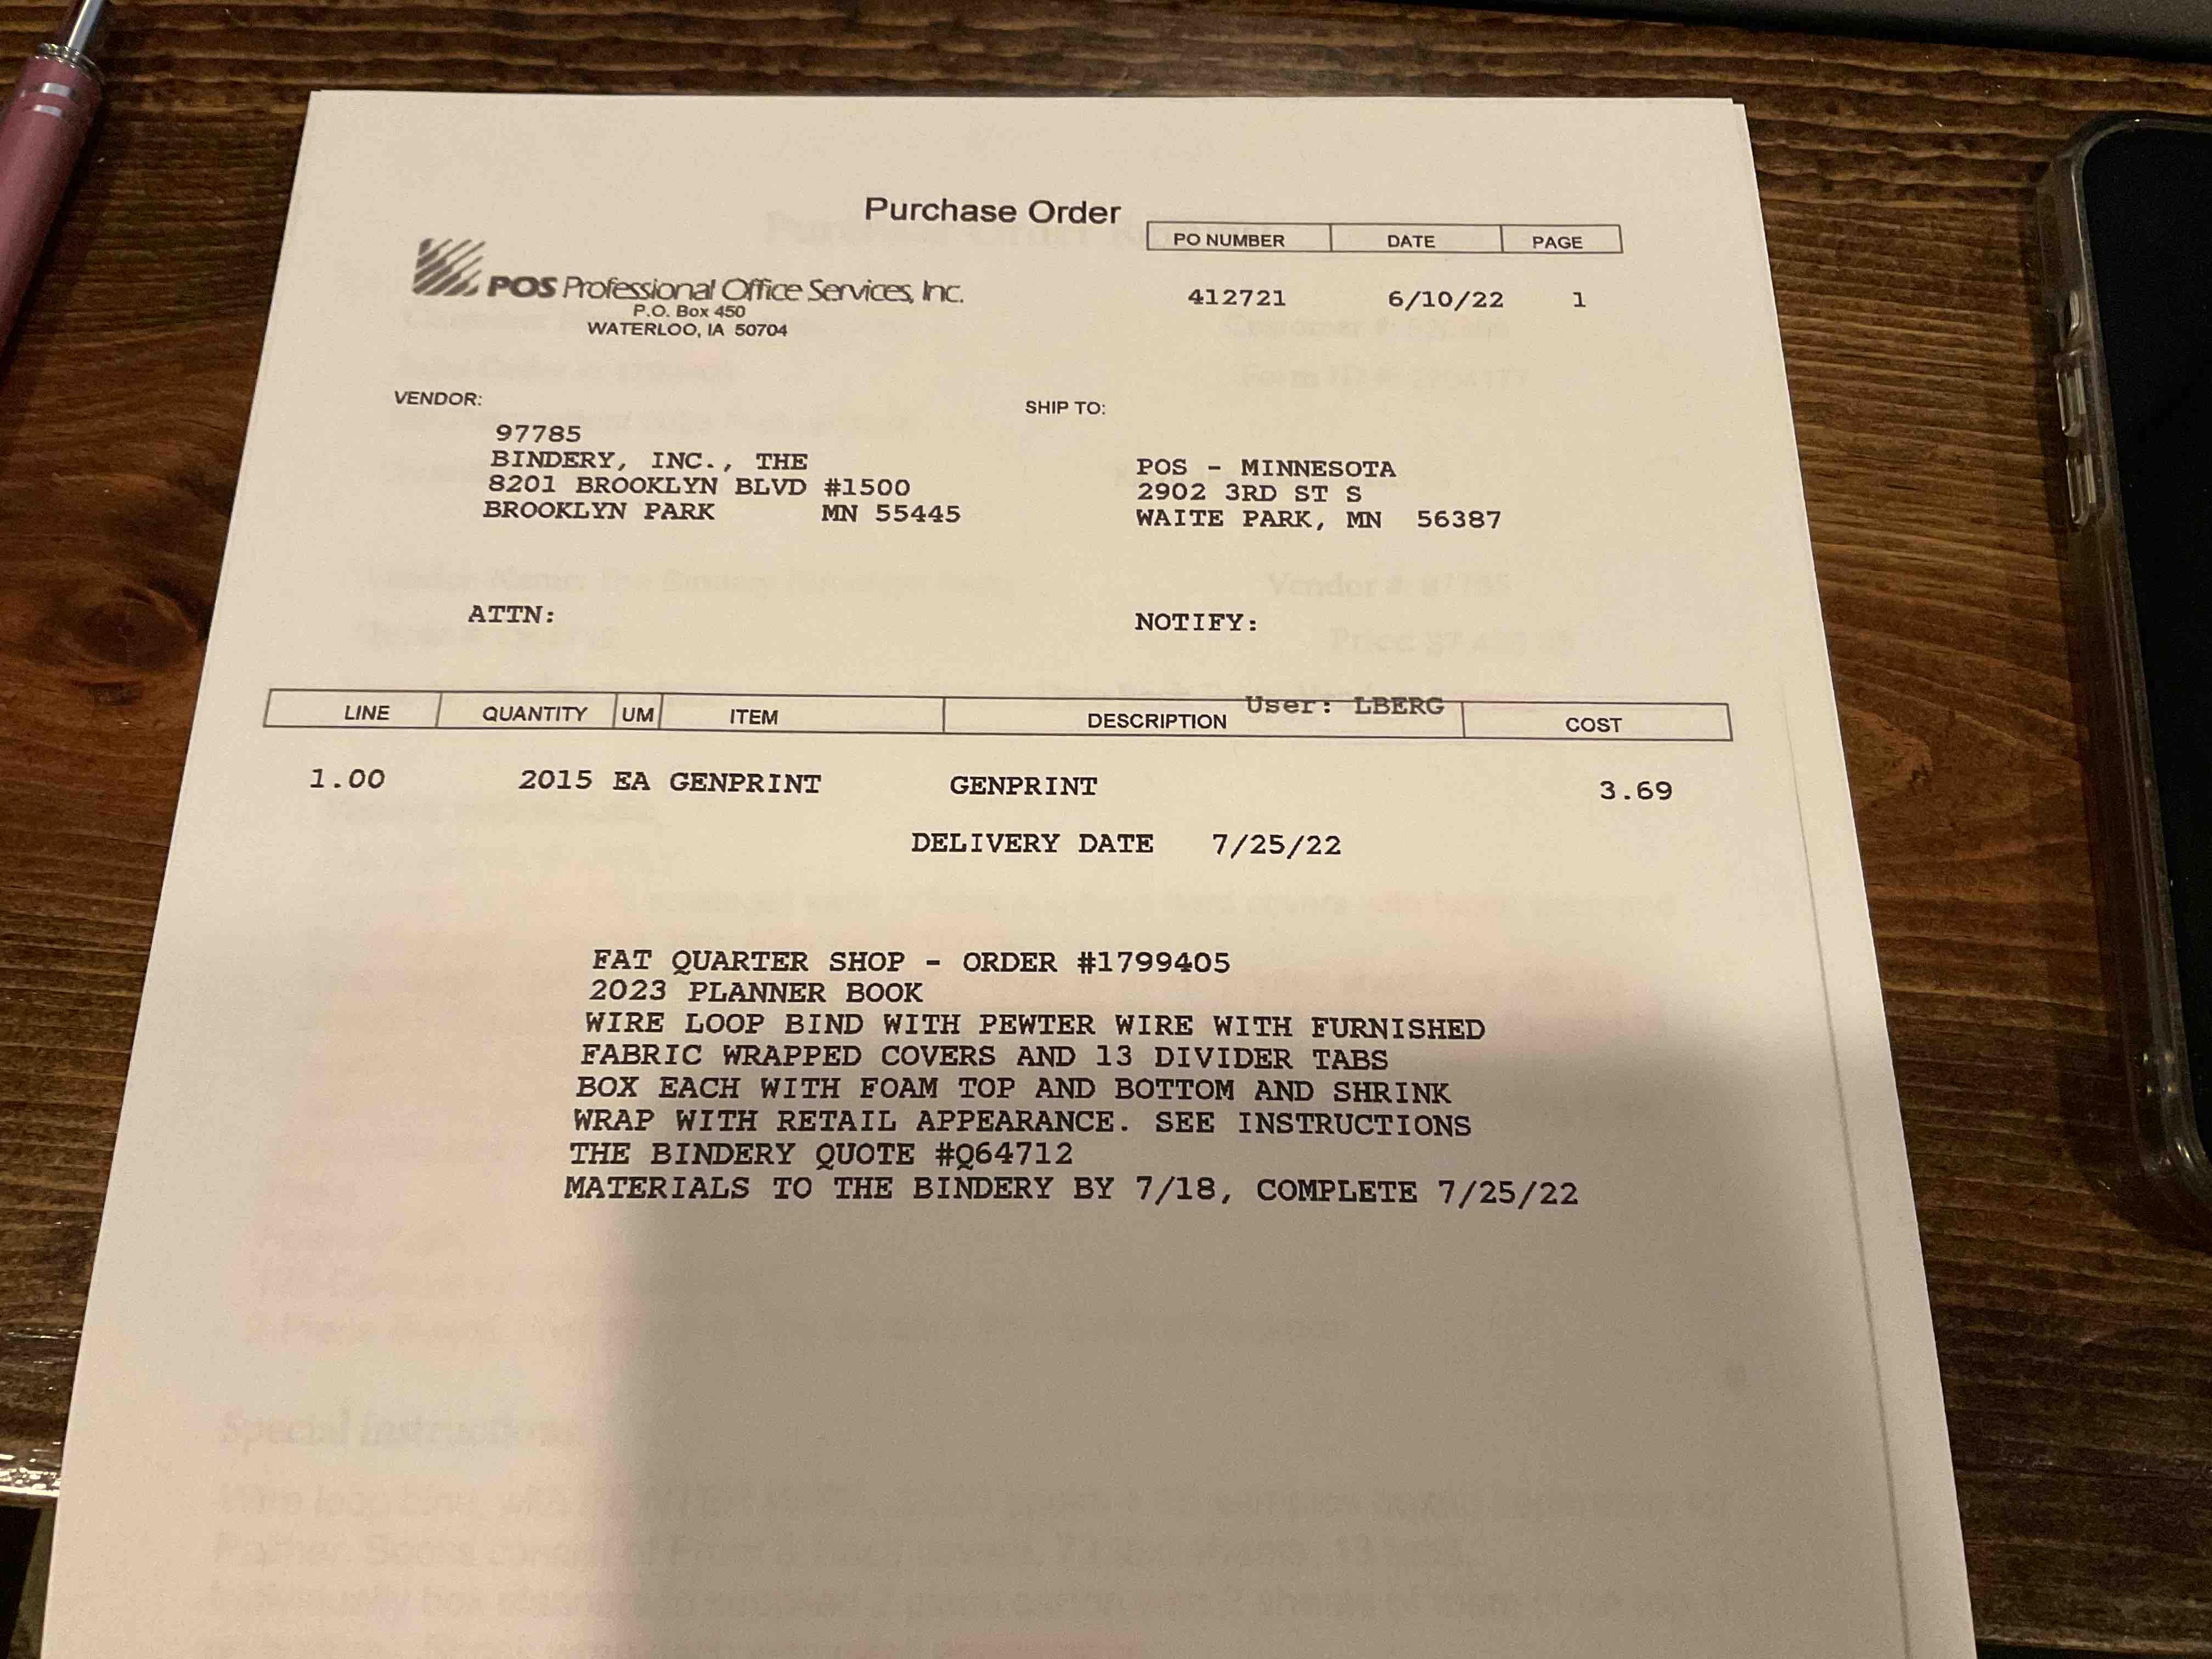 Purchase Order
PO NUMBER DATE PAGE
POS Professional Office Services, Inc.
P.O. Box 450
WATERLOO, IA 50704
412721 6/10/22 1
VENDOR:
97785
BINDERY, INC., THE
8201 BROOKLYN BLVD #1500
BROOKLYN PARK MN 55445
SHIP TO:
POS - MINNESOTA
2902 3RD ST S
WAITE PARK, MN 56387
ATTN:
NOTIFY:
User: LBERG
LINE QUANTITY UM ITEM DESCRIPTION COST
1.00 2015 EA GENPRINT GENPRINT 3.69
DELIVERY DATE 7/25/22
FAT QUARTER SHOP - ORDER #1799405
2023 PLANNER BOOK
WIRE LOOP BIND WITH PEWTER WIRE WITH FURNISHED
FABRIC WRAPPED COVERS AND 13 DIVIDER TABS
BOX EACH WITH FOAM TOP AND BOTTOM AND SHRINK
WRAP WITH RETAIL APPEARANCE. SEE INSTRUCTIONS
THE BINDERY QUOTE #Q64712
MATERIALS TO THE BINDERY BY 7/18, COMPLETE 7/25/22
Special Instructions